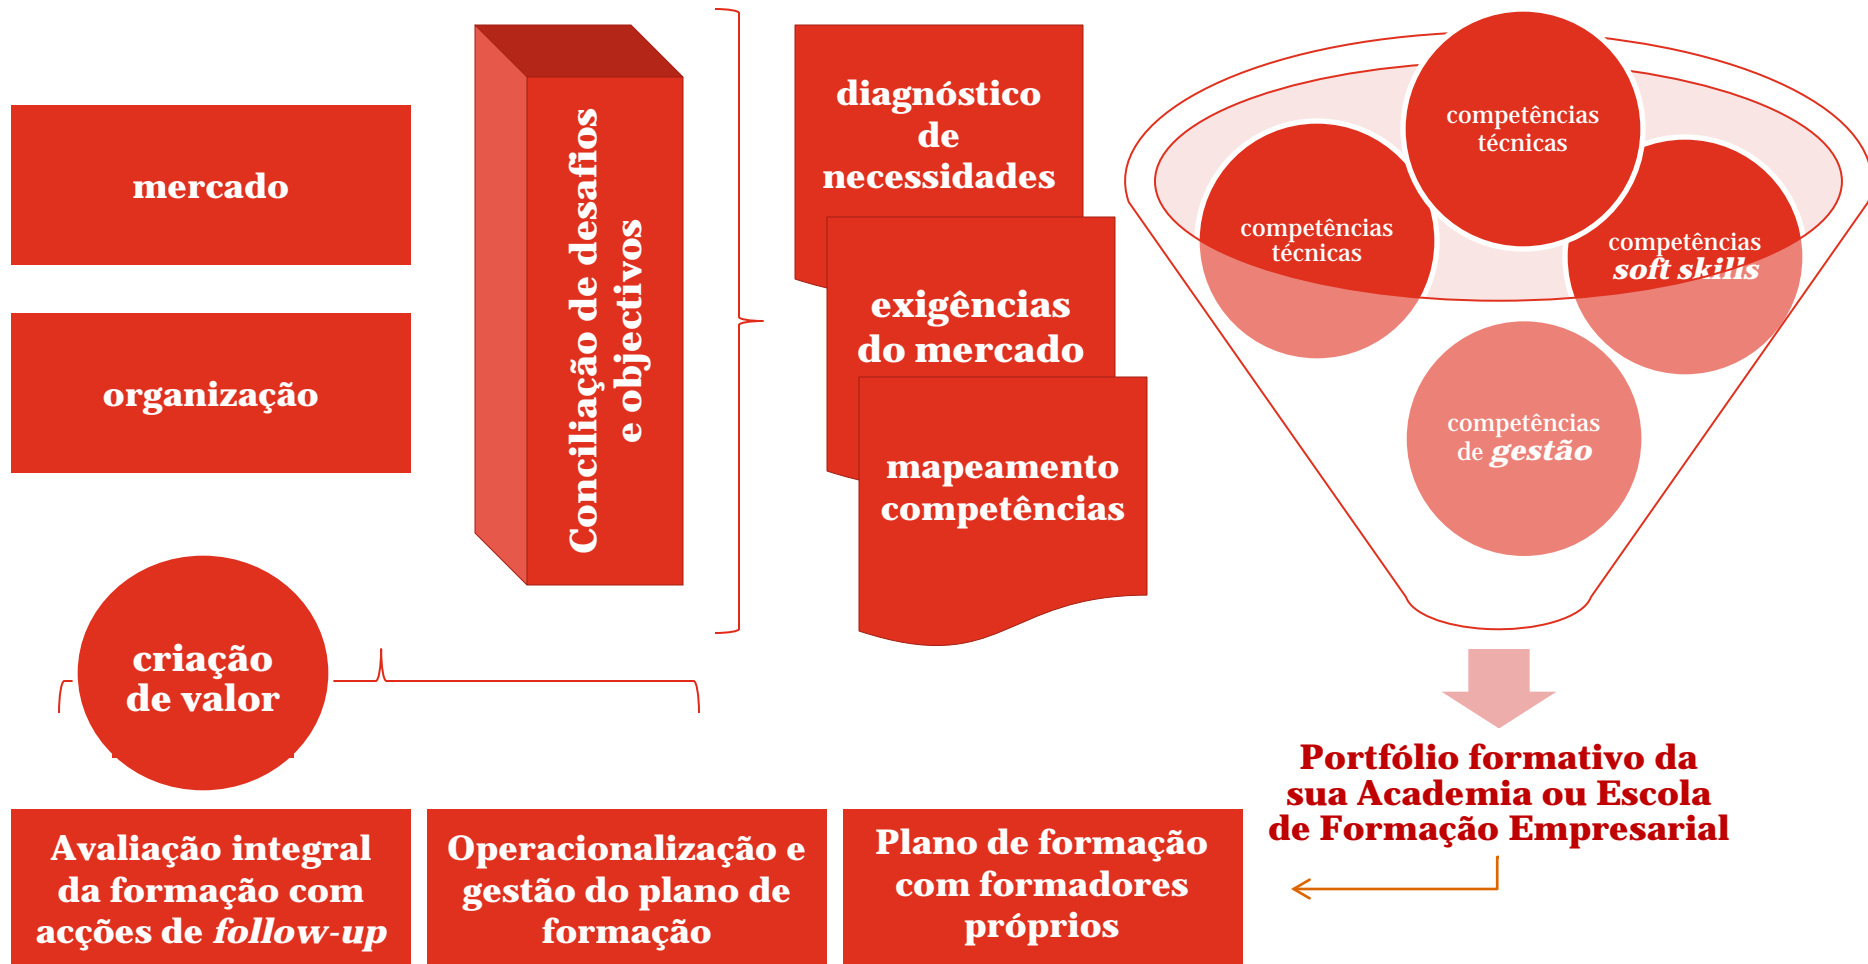 mercado
organização
Conciliação de desafios
e objectivos
diagnóstico
de
necessidades
exigências
do mercado
mapeamento
competências
competências
técnicas
competências
técnicas
competências
soft skills
competências
de gestão
Portfólio formativo da
sua Academia ou Escola
de Formação Empresarial
criação
de valor
Avaliação integral
da formação com
acções de follow-up
Operacionalização e
gestão do plano de
formação
Plano de formação
com formadores
próprios